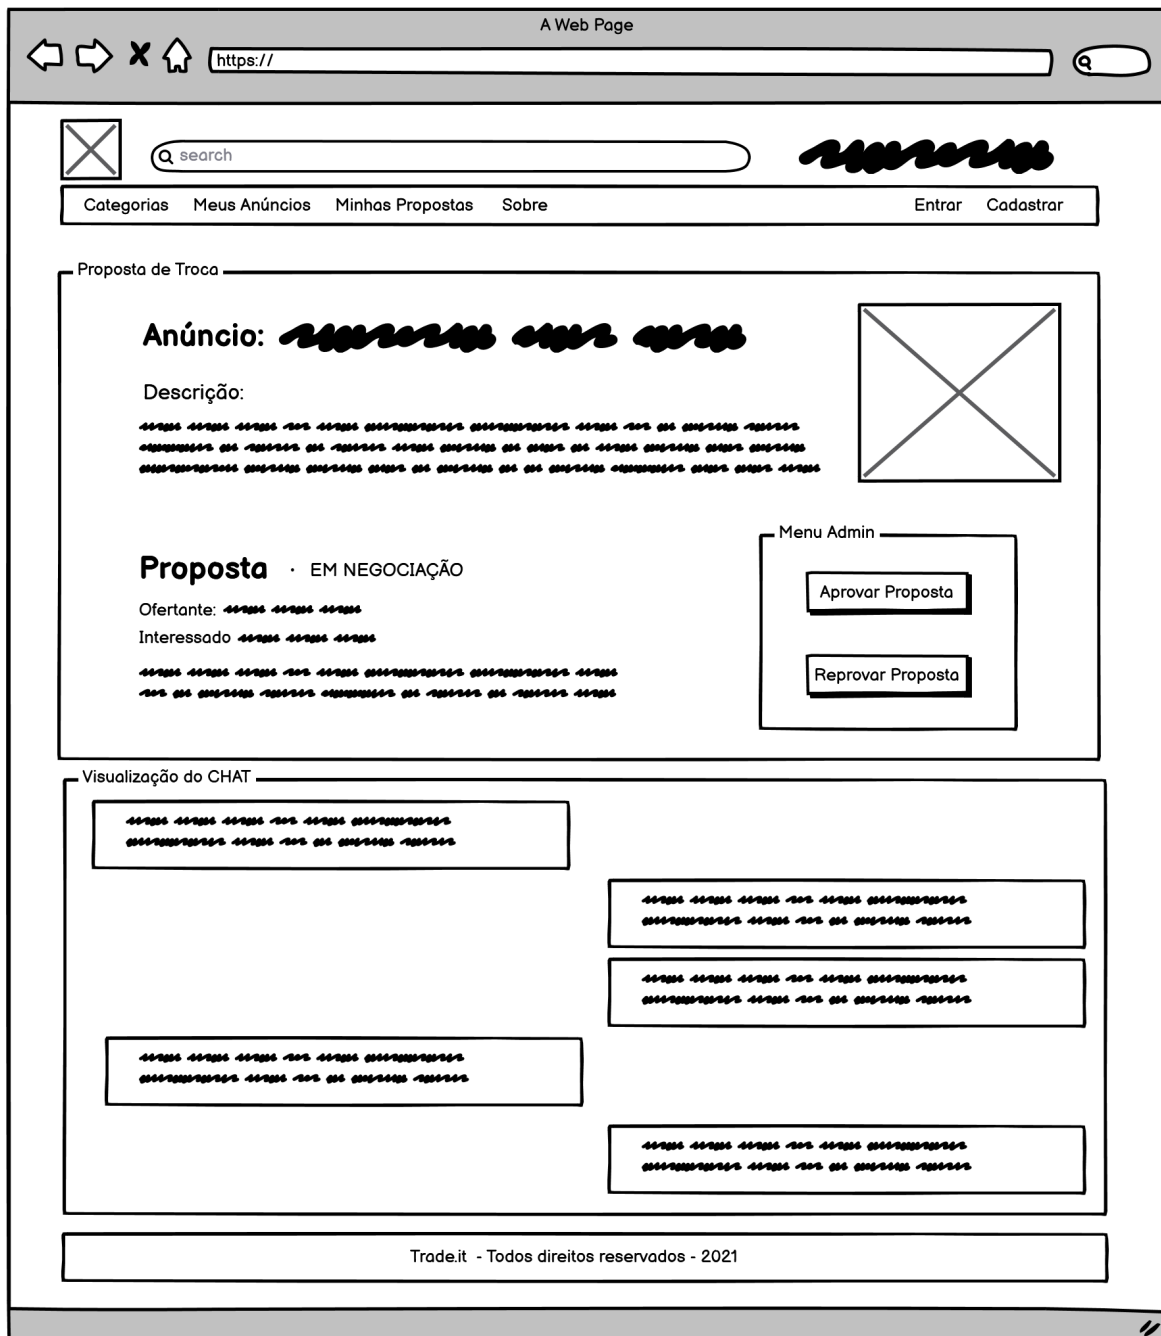 A Web Page
https://
search
Categorias Meus Anúncios Minhas Propostas Sobre Entrar Cadastrar
Proposta de Troca
Anúncio:
Descrição:
Proposta · EM NEGOCIAÇÃO
Ofertante:
Interessado
Menu Admin
Aprovar Proposta
Reprovar Proposta
Visualização do CHAT
Trade.it - Todos direitos reservados - 2021